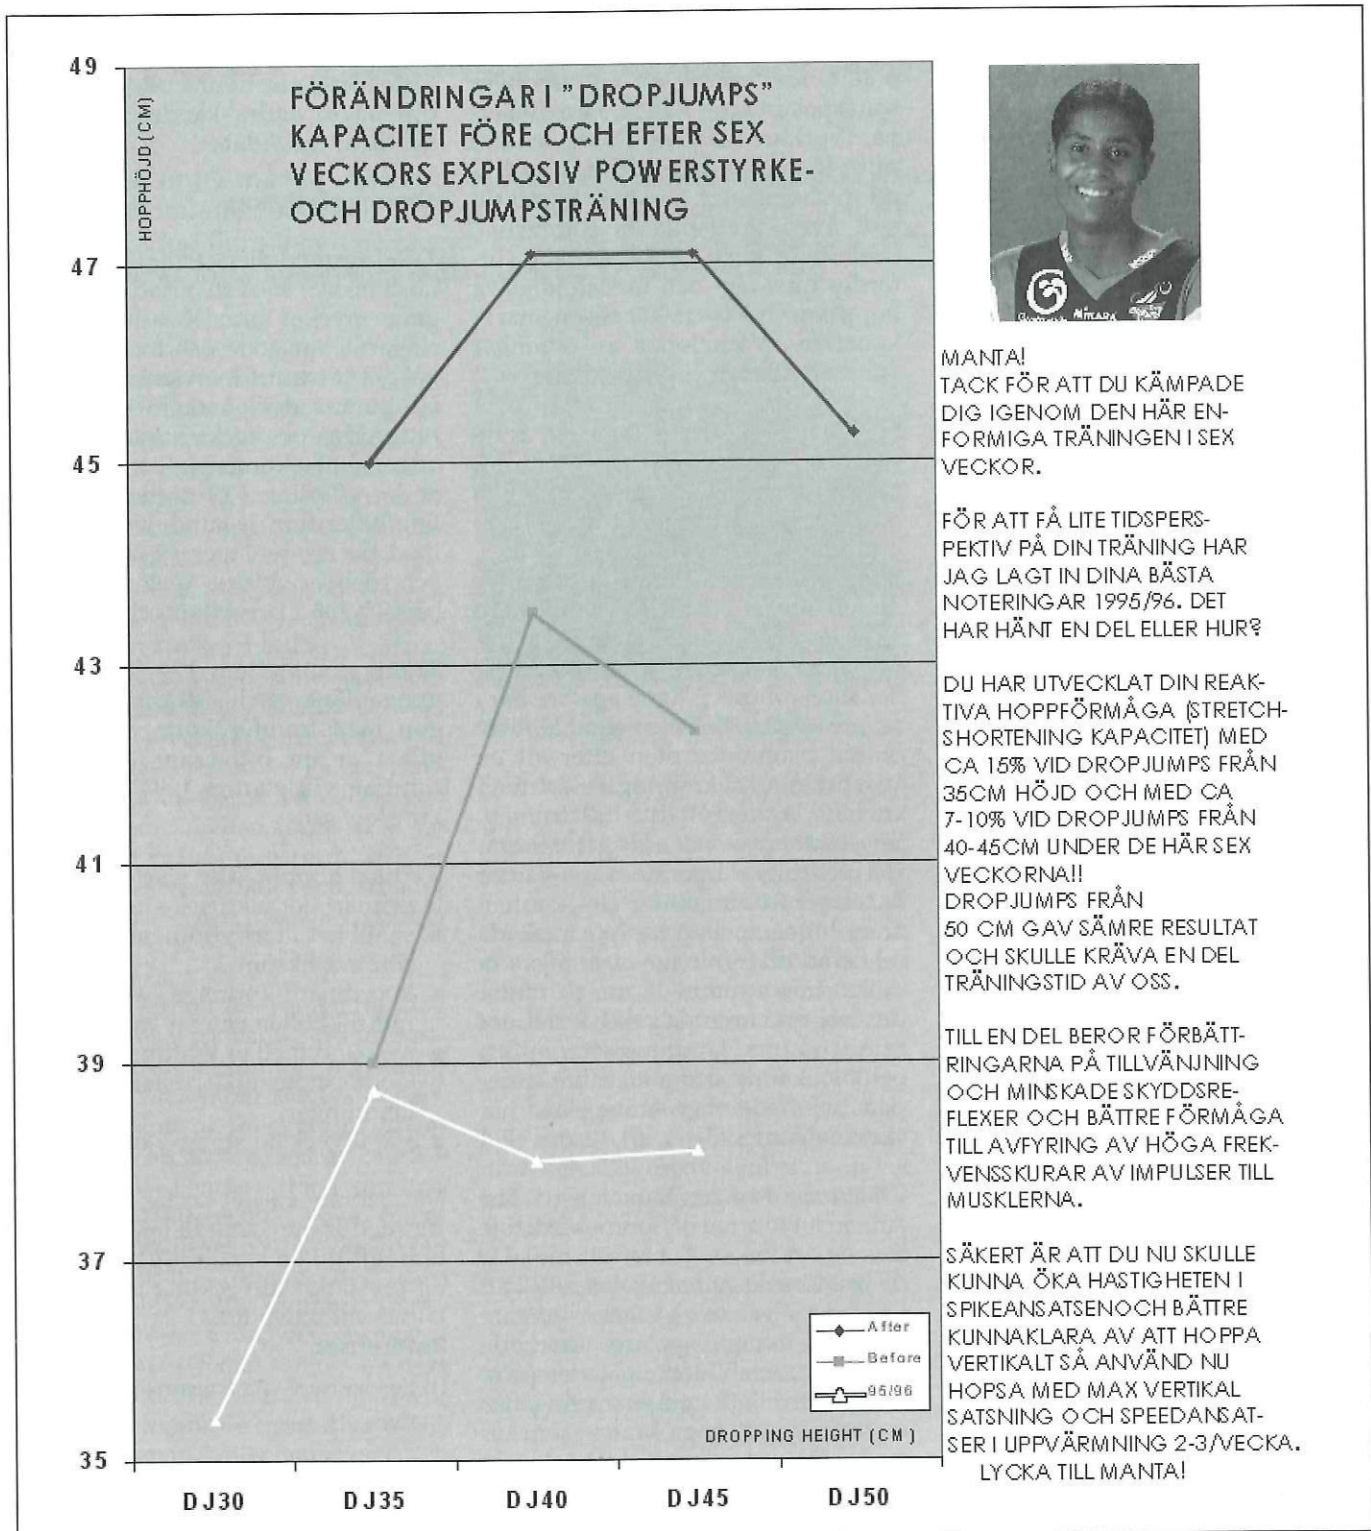 49
47
45
43
41
39
37
35
HOPPHÖJD (CM)
FÖRÄNDRINGAR I "DROPJUMPS"
KAPACITET FÖRE OCH EFTER SEX
VECKORS EXPLOSIV POWERSTYRKE-
OCH DROPJUMPSTRÄNING
After
Before
95/96
DROPPING HEIGHT (CM)
DJ30
DJ35
DJ40
DJ45
DJ50
MIKASA
MANTA!
TACK FÖR ATT DU KÄMPADE
DIG IGENOM DEN HÄR EN-
FORMIGA TRÄNINGEN I SEX
VECKOR.
FÖR ATT FÅ LITE TIDSPERS-
PEKTIV PÅ DIN TRÄNING HAR
JAG LAGT IN DINA BÄSTA
NOTERINGAR 1995/96. DET
HAR HÄNT EN DEL ELLER HUR?
DU HAR UTVECKLAT DIN REAK-
TIVA HOPPFÖRMÅGA (STRETCH-
SHORTENING KAPACITET) MED
CA 15% VID DROPJUMPS FRÅN
35CM HÖJD OCH MED CA
7-10% VID DROPJUMPS FRÅN
40-45CM UNDER DE HÄR SEX
VECKORNA!!
DROPJUMPS FRÅN
50 CM GAV SÄMRE RESULTAT
OCH SKULLE KRÄVA EN DEL
TRÄNINGSTID AV OSS.
TILL EN DEL BEROR FÖRBÄTT-
RINGARNA PÅ TILLVÄNJNING
OCH MINSKADE SKYDDSRE-
FLEXER OCH BÄTTRE FÖRMÅGA
TILL AVFYRING AV HÖGA FREK-
VENSSKURAR AV IMPULSER TILL
MUSKLERNA.
SÄKERT ÄR ATT DU NU SKULLE
KUNNA ÖKA HASTIGHETEN I
SPIKEANSATSENOCH BÄTTRE
KUNNAKLARA AV ATT HOPPA
VERTIKALT SÅ ANVÄND NU
HOPSA MED MAX VERTIKAL
SATSNING OCH SPEEDANSAT-
SER I UPPVÄRMNING 2-3/VECKA.
LYCKA TILL MANTA!